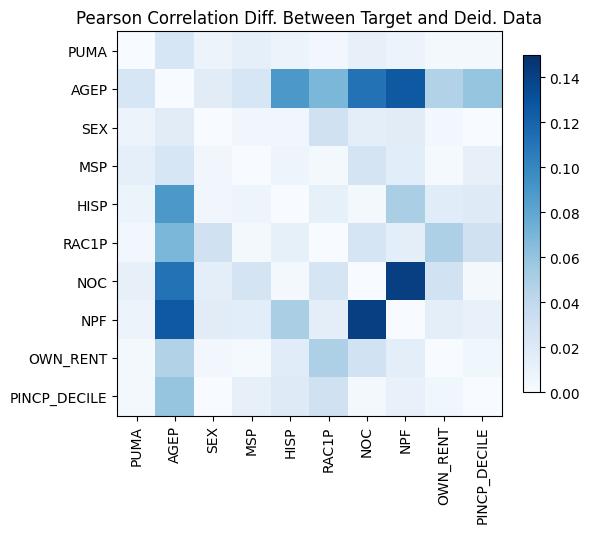 Pearson Correlation Diff. Between Target and Deid. Data
PUMA
AGEP
SEX
MSP
HISP
RAC1P
NOC
NPF
OWN_RENT
PINCP_DECILE
PUMA
AGEP
SEX
MSP
HISP
RAC1P
NOC
NPF
OWN_RENT
PINCP_DECILE
0.14
0.12
0.10
0.08
0.06
0.04
0.02
0.00